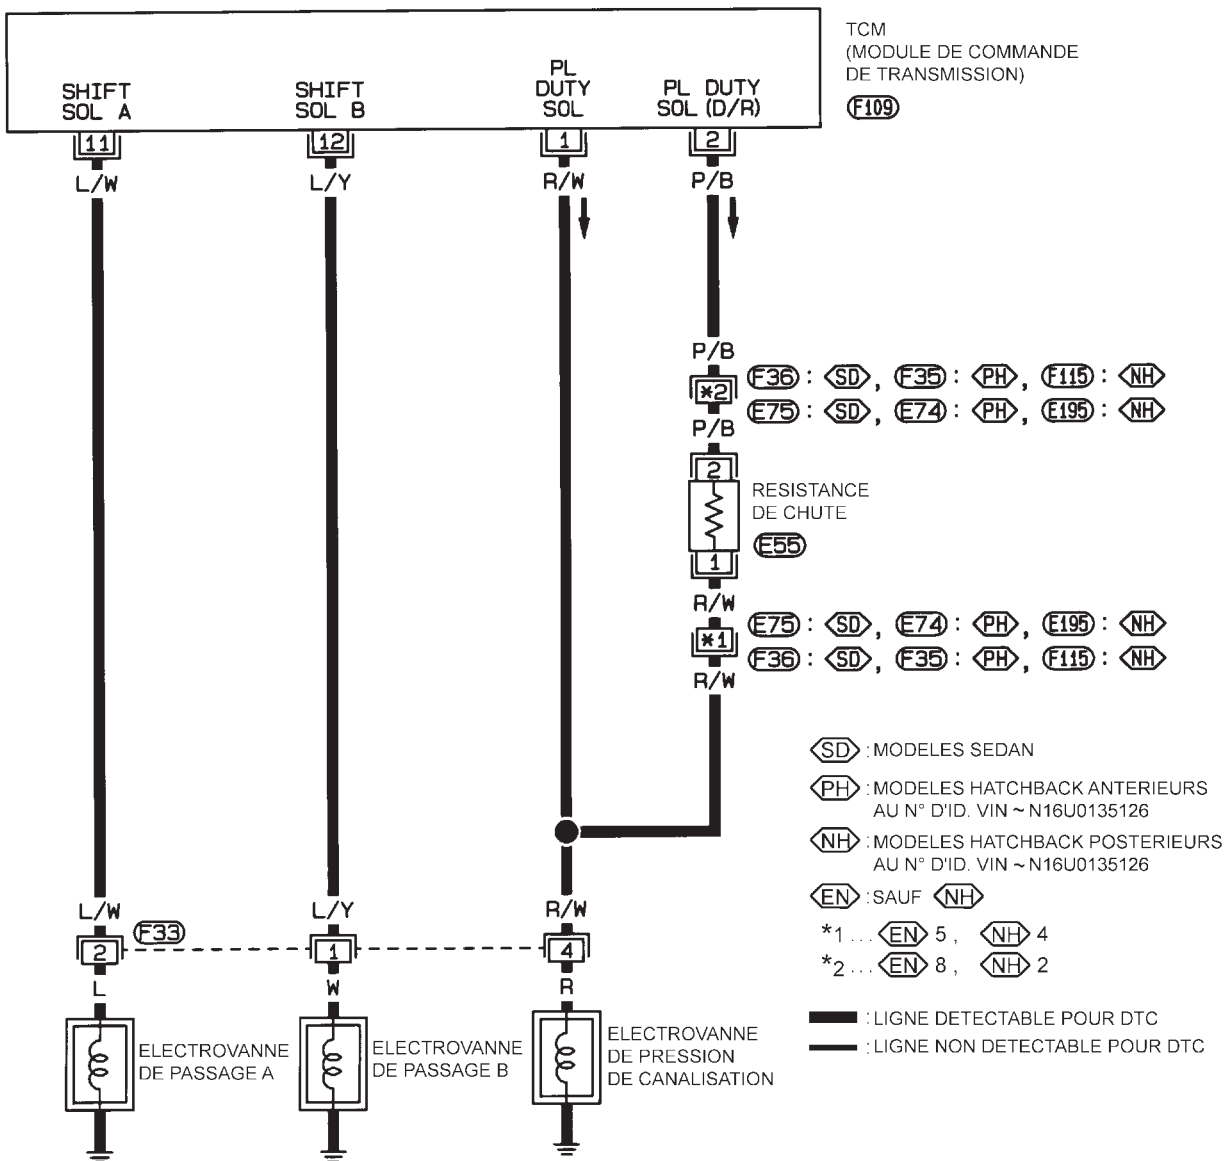 TCM
(MODULE DE COMMANDE
DE TRANSMISSION)
F109
SHIFT
SOL A
SHIFT
SOL B
PL
DUTY
SOL
PL DUTY
SOL (D/R)
11
12
1
2
L/W
L/Y
R/W
P/B
P/B
*2
F36 : SD, F35 : PH, F115 : NH
E75 : SD, E74 : PH, E195 : NH
P/B
2
RESISTANCE
DE CHUTE
E55
1
R/W
*1
E75 : SD, E74 : PH, E195 : NH
F36 : SD, F35 : PH, F115 : NH
R/W
SD : MODELES SEDAN
PH : MODELES HATCHBACK ANTERIEURS
AU N° D'ID. VIN ~ N16U0135126
NH : MODELES HATCHBACK POSTERIEURS
AU N° D'ID. VIN ~ N16U0135126
EN : SAUF NH
*1 ... EN 5, NH 4
*2 ... EN 8, NH 2
: LIGNE DETECTABLE POUR DTC
: LIGNE NON DETECTABLE POUR DTC
L/W
L/Y
R/W
F33
2
1
4
L
W
R
ELECTROVANNE
DE PASSAGE A
ELECTROVANNE
DE PASSAGE B
ELECTROVANNE
DE PRESSION
DE CANALISATION